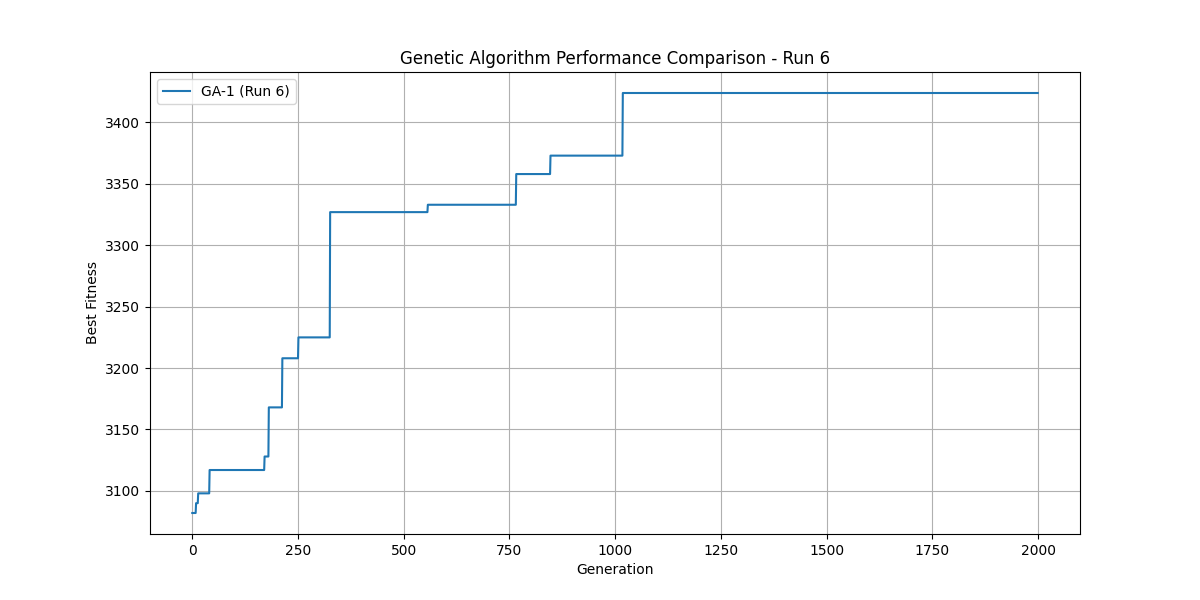 Genetic Algorithm Performance Comparison - Run 6
GA-1 (Run 6)
Best Fitness
3400
3350
3300
3250
3200
3150
3100
0 250 500 750 1000 1250 1500 1750 2000
Generation